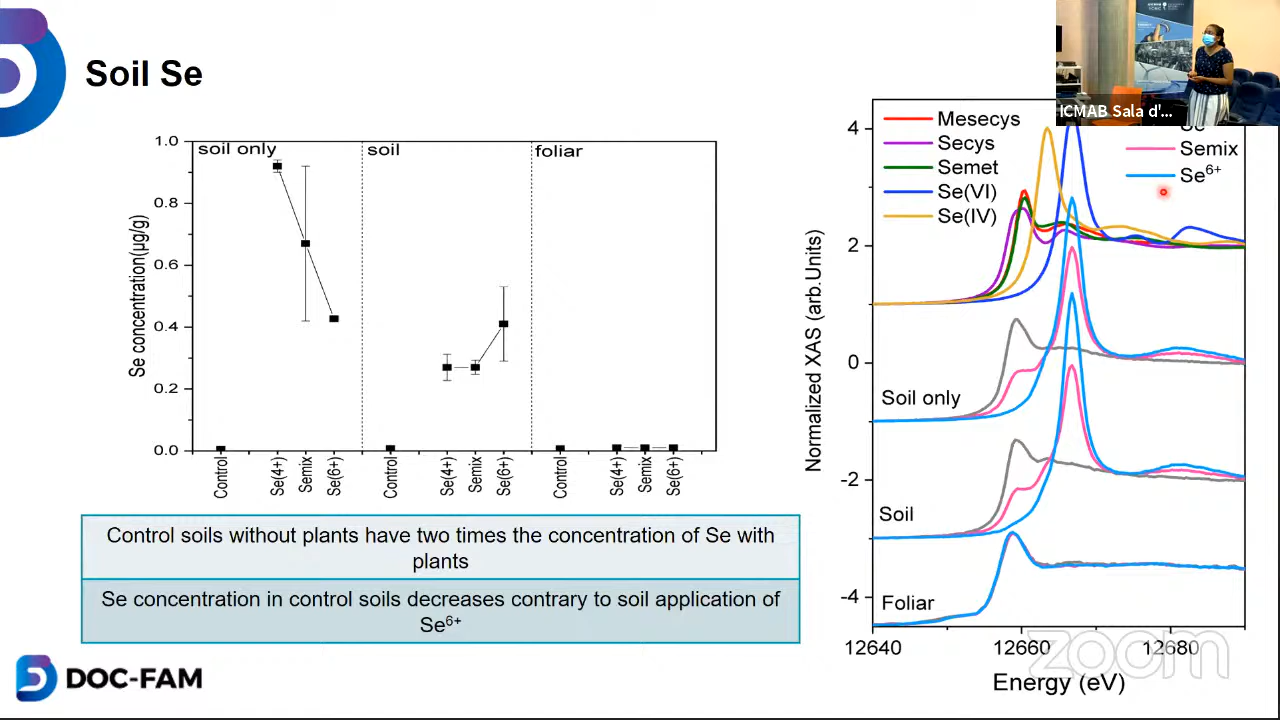 Soil Se
ICMAB Sala d'...
Se concentration(µg/g)
1.0
0.8
0.6
0.4
0.2
0.0
soil only
soil
foliar
Control
Se(4+)
Semix
Se(6+)
Control
Se(4+)
Semix
Se(6+)
Control
Se(4+)
Semix
Se(6+)
Control soils without plants have two times the concentration of Se with
plants
Se concentration in control soils decreases contrary to soil application of
Se6+
Normalized XAS (arb.Units)
4
2
0
-2
-4
Mesecys
Secys
Semet
Se(VI)
Se(IV)
Semix
Se6+
Soil only
Soil
Foliar
12640
12660
12680
Energy (eV)
zoom
DOC-FAM